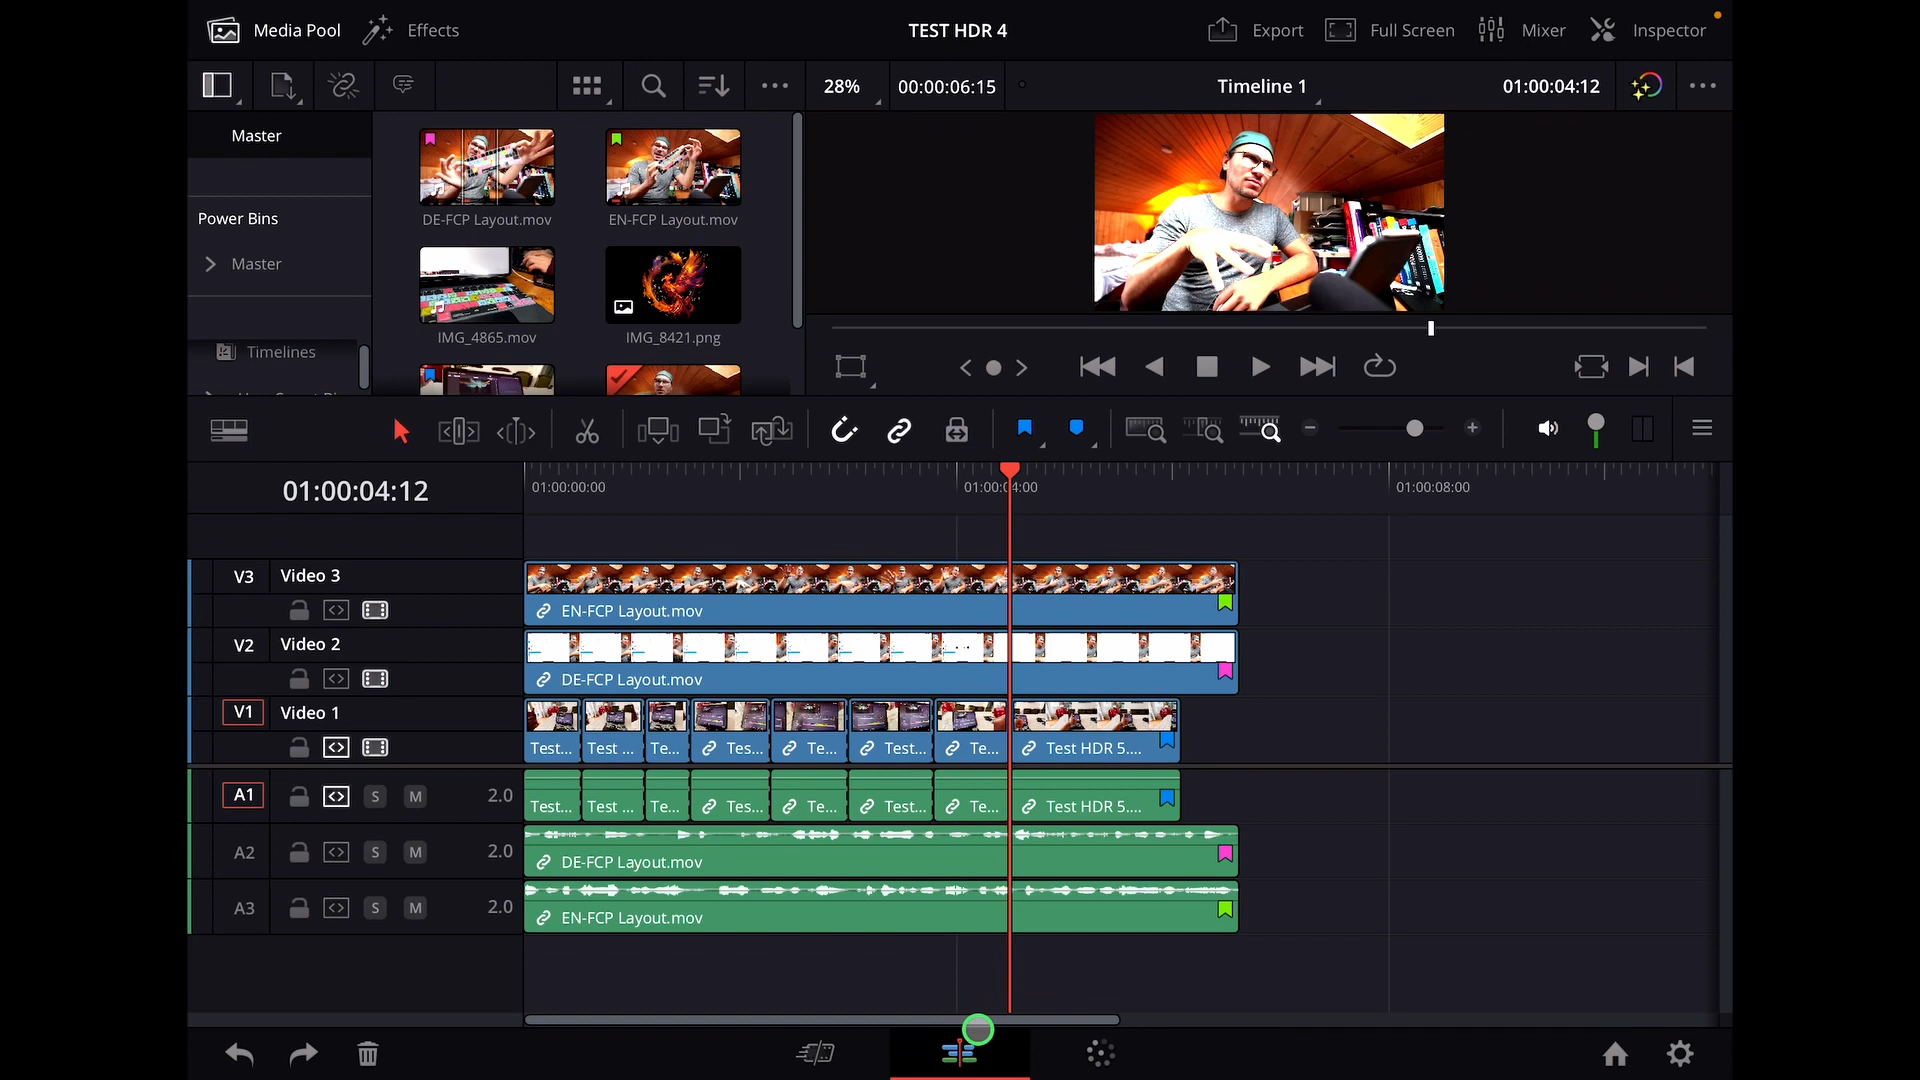 Media Pool
Effects
TEST HDR 4
Export
Full Screen
Mixer
Inspector
28%
00:00:06:15
Timeline 1
01:00:04:12
Master
Power Bins
Master
Timelines
DE-FCP Layout.mov
EN-FCP Layout.mov
IMG_4865.mov
IMG_8421.png
01:00:04:12
01:00:00:00
01:00:04:00
01:00:08:00
V3 Video 3
EN-FCP Layout.mov
V2 Video 2
DE-FCP Layout.mov
V1 Video 1
Test... Test ... Te... Tes... Te... Test... Te... Test HDR 5....
A1 S M 2.0
Test... Test ... Te... Tes... Te... Test... Te... Test HDR 5....
A2 S M 2.0
DE-FCP Layout.mov
A3 S M 2.0
EN-FCP Layout.mov